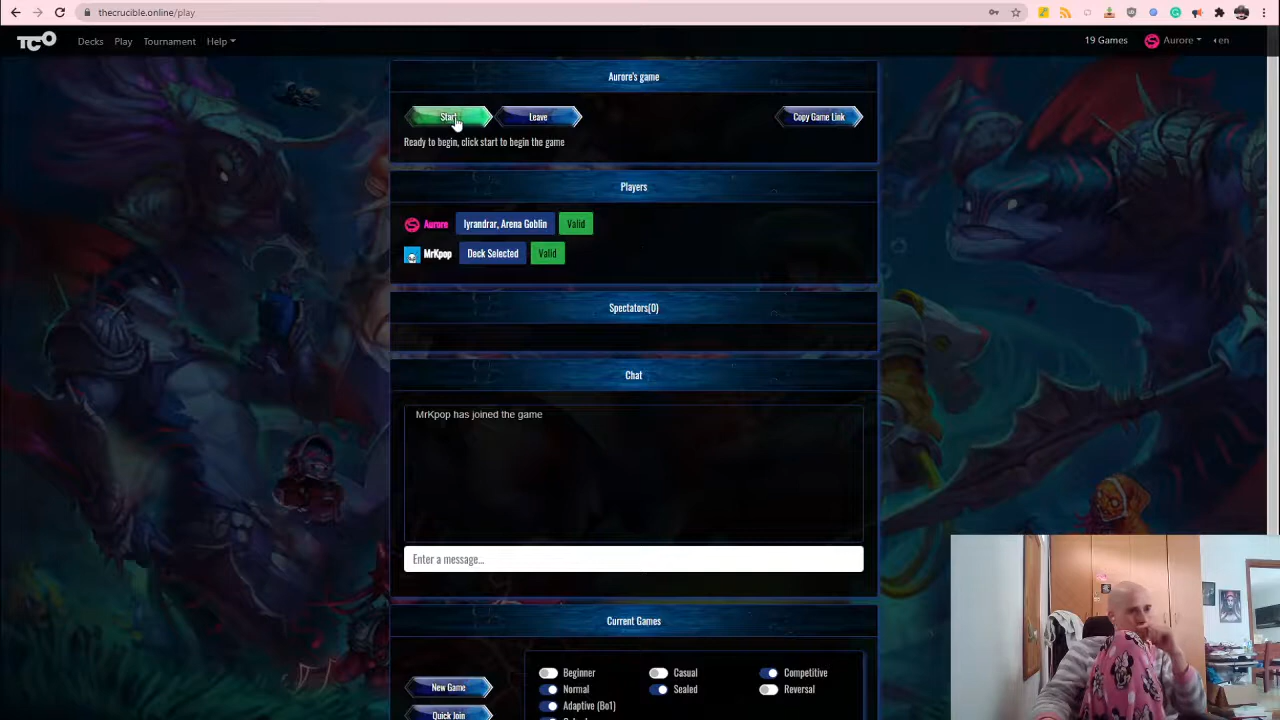 thecrucible.online/play
TCO Decks Play Tournament Help 19 Games Aurore en
Aurore's game
Start Leave Copy Game Link
Ready to begin, click start to begin the game
Players
Aurore Iyrandrar, Arena Goblin Valid
MrKpop Deck Selected Valid
Spectators(0)
Chat
MrKpop has joined the game
Enter a message...
Current Games
Beginner Casual Competitive
New Game Normal Sealed Reversal
Adaptive (Bo1)
Quick Join